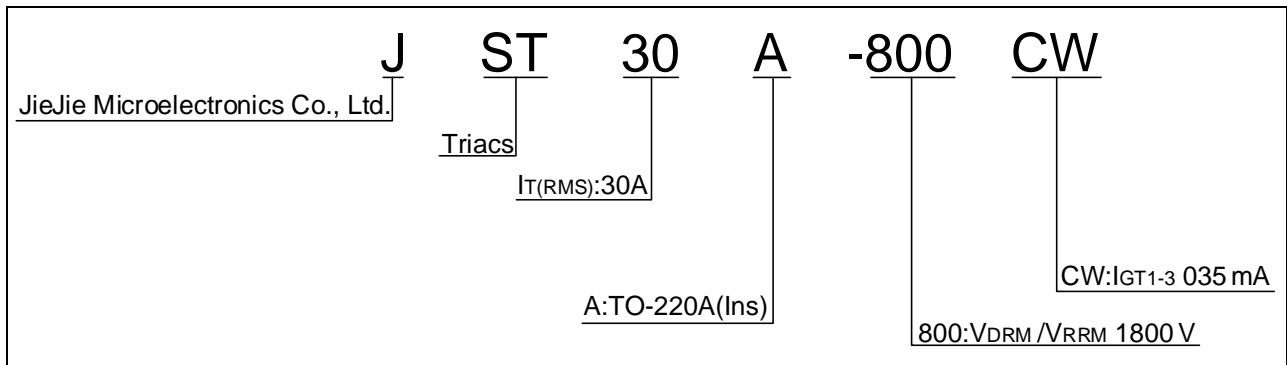 J ST 30 A -800 CW
JieJie Microelectronics Co., Ltd.
Triacs
IT(RMS):30A
CW:IGT1-3 035 mA
A:TO-220A(Ins)
800:VDRM /VRRM 1800 V